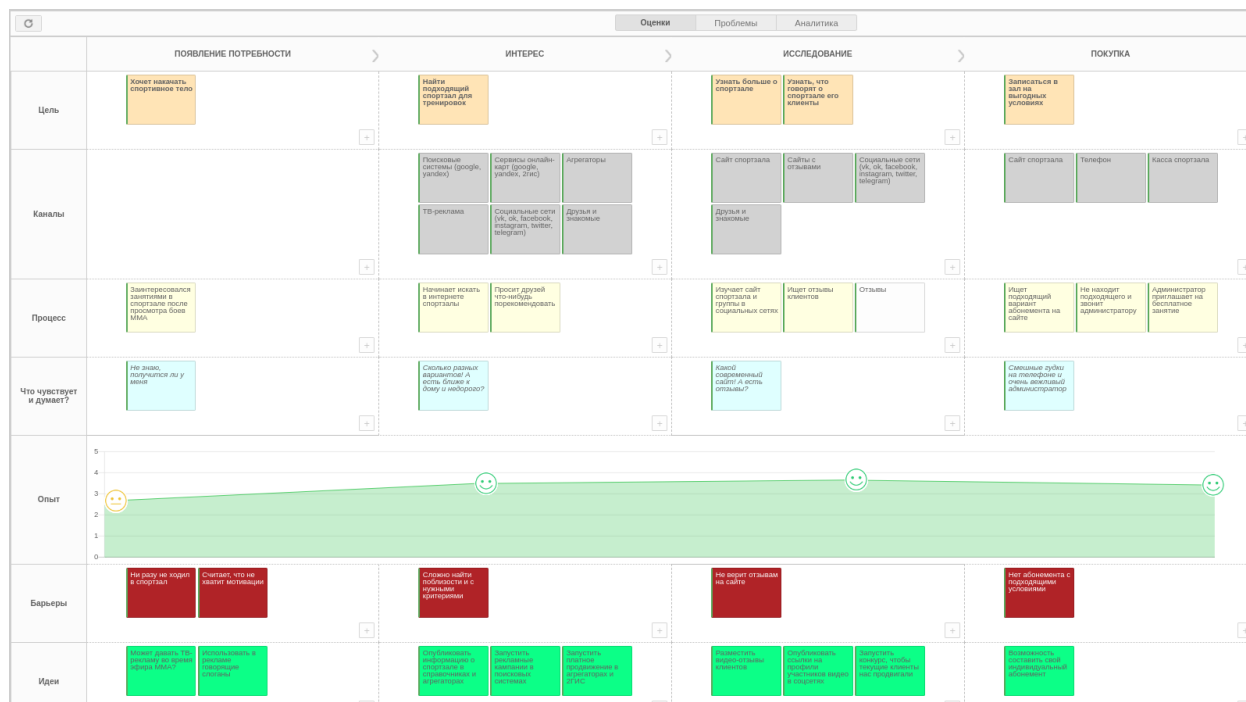 Оценки
Проблемы
Аналитика
ПОЯВЛЕНИЕ ПОТРЕБНОСТИ
ИНТЕРЕС
ИССЛЕДОВАНИЕ
ПОКУПКА
Цель
Хочет накачать
спортивное тело
Найти
подходящий
спортзал для
тренировок
Узнать больше о
спортзале
Узнать, что
говорят о
спортзале его
клиенты
Записаться в
зал на
выгодных
условиях
Каналы
Поисковые
системы (google,
yandex)
Сервисы онлайн-
карт (google,
yandex, 2гис)
Агрегаторы
ТВ-реклама
Социальные сети
(vk, ok, facebook,
instagram, twitter,
telegram)
Друзья и
знакомые
Сайт спортзала
Сайты с
отзывами
Социальные сети
(vk, ok, facebook,
instagram, twitter,
telegram)
Друзья и
знакомые
Сайт спортзала
Телефон
Касса спортзала
Процесс
Заинтересовался
занятиями в
спортзале после
просмотра боев
ММА
Начинает искать
в интернете
спортзалы
Просит друзей
что-нибудь
порекомендовать
Изучает сайт
спортзала и
группы в
социальных сетях
Ищет отзывы
клиентов
Отзывы
Ищет
подходящий
вариант
абонемента на
сайте
Не находит
подходящего и
звонит
администратору
Администратор
приглашает на
бесплатное
занятие
Что чувствует
и думает?
Не знаю,
получится ли у
меня
Сколько разных
вариантов! А
есть ближе к
дому и недорого?
Какой
современный
сайт! А есть
отзывы?
Смешные гудки
на телефоне и
очень вежливый
администратор
Опыт
5
4
3
2
1
0
Барьеры
Ни разу не ходил
в спортзал
Считает, что не
хватит мотивации
Сложно найти
поблизости и с
нужными
критериями
Не верит отзывам
на сайте
Нет абонемента с
подходящими
условиями
Идеи
Может давать ТВ-
рекламу во время
эфира ММА?
Использовать в
рекламе
говорящие
слоганы
Опубликовать
информацию о
спортзале в
справочниках и
агрегаторах
Запустить
рекламные
кампании в
поисковых
системах
Запустить
платное
продвижение в
агрегаторах и
2ГИС
Разместить
видео-отзывы
клиентов
Опубликовать
ссылки на
профили
участников видео
в соцсетях
Запустить
конкурс, чтобы
текущие клиенты
нас продвигали
Возможность
составить свой
индивидуальный
абонемент